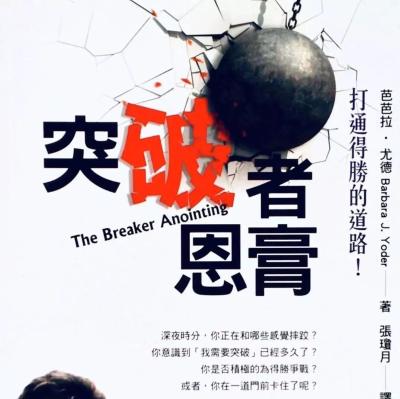 突破者
恩膏
The Breaker Anointing
打通得勝的道路！
芭芭拉・尤德 Barbara J. Yoder——著 張瓊月——譯
深夜時分，你正在和哪些感覺摔跤？
你意識到「我需要突破」已經多久了？
你是否積極的為得勝爭戰？
或者，你在一道門前卡住了呢？